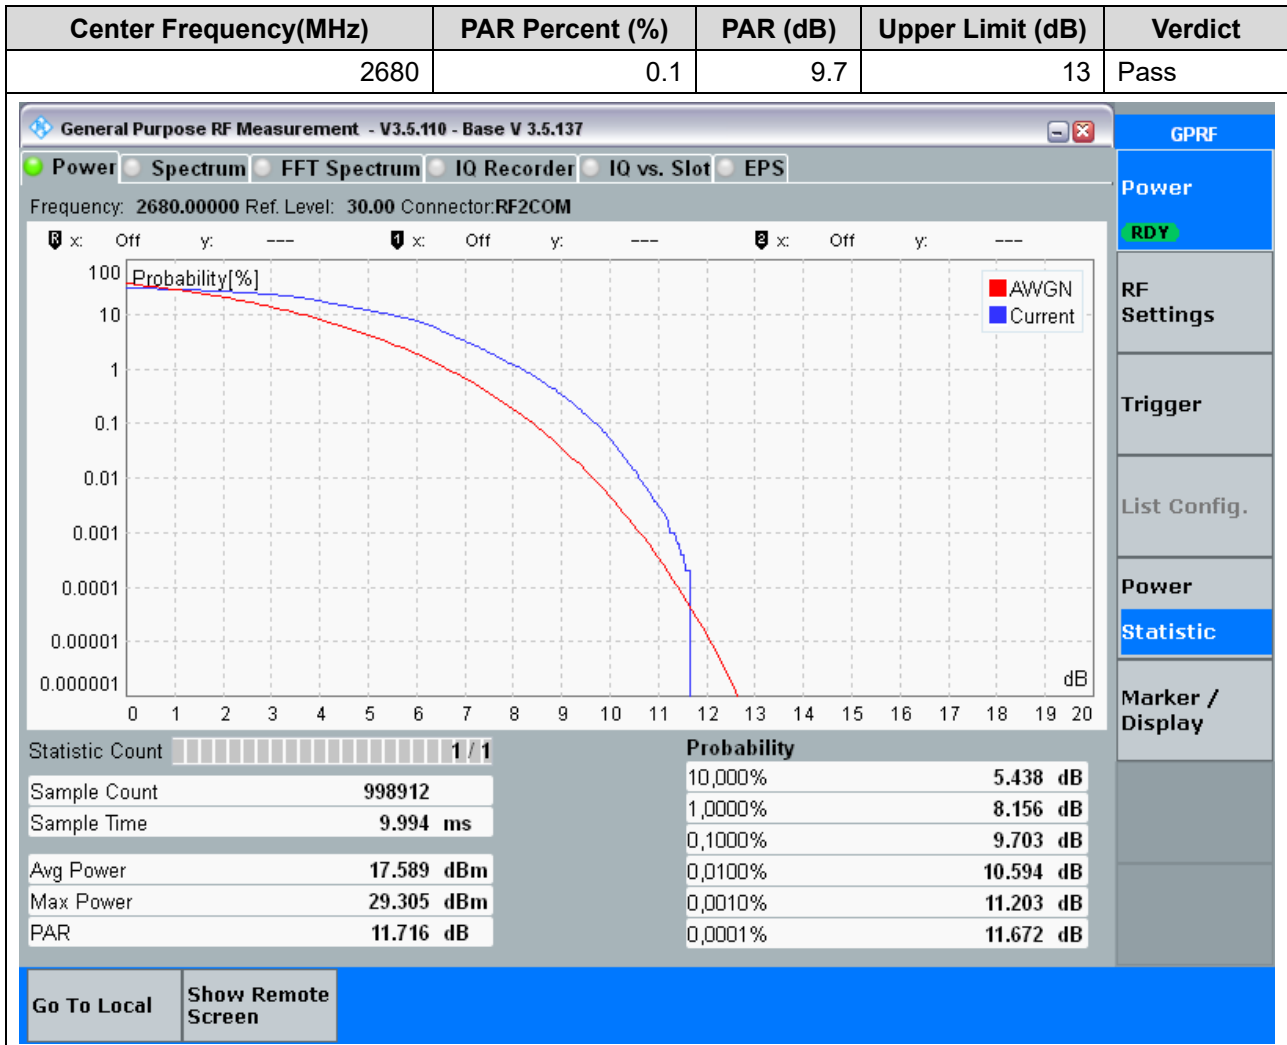 Center Frequency(MHz) PAR Percent (%) PAR (dB) Upper Limit (dB) Verdict
2680 0.1 9.7 13 Pass
General Purpose RF Measurement - V3.5.110 - Base V 3.5.137
GPRF
Power Spectrum FFT Spectrum IQ Recorder IQ vs. Slot EPS
Frequency: 2680.00000 Ref. Level: 30.00 Connector:RF2COM
R x: Off y: --- 1 x: Off y: --- 2 x: Off y: ---
Probability[%]
AWGN
Current
100
10
1
0.1
0.01
0.001
0.0001
0.00001
0.000001
dB
0 1 2 3 4 5 6 7 8 9 10 11 12 13 14 15 16 17 18 19 20
Statistic Count 1 / 1
Sample Count 998912
Sample Time 9.994 ms
Avg Power 17.589 dBm
Max Power 29.305 dBm
PAR 11.716 dB
Probability
10,000% 5.438 dB
1,0000% 8.156 dB
0,1000% 9.703 dB
0,0100% 10.594 dB
0,0010% 11.203 dB
0,0001% 11.672 dB
Power
RDY
RF
Settings
Trigger
List Config.
Power
Statistic
Marker /
Display
Go To Local
Show Remote
Screen